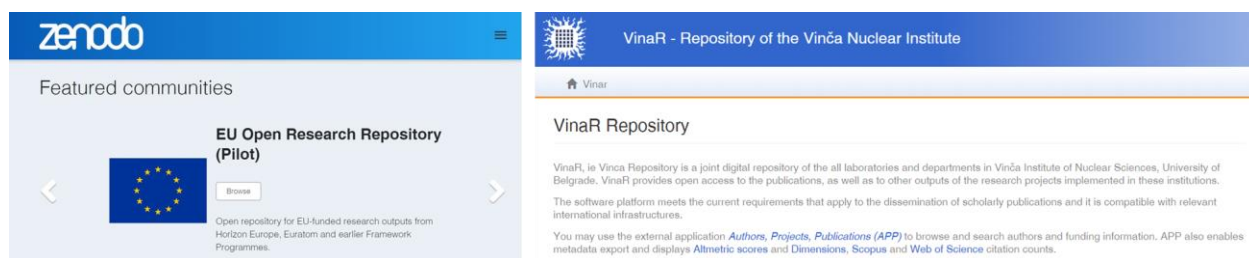 zenodo
Featured communities
EU Open Research Repository
(Pilot)
Browse
Open repository for EU-funded research outputs from
Horizon Europe, Euratom and earlier Framework
Programmes.
VinaR - Repository of the Vinča Nuclear Institute
Vinar
VinaR Repository
VinaR, ie Vinca Repository is a joint digital repository of the all laboratories and departments in Vinča Institute of Nuclear Sciences, University of
Belgrade. VinaR provides open access to the publications, as well as to other outputs of the research projects implemented in these institutions.
The software platform meets the current requirements that apply to the dissemination of scholarly publications and it is compatible with relevant
international infrastructures.
You may use the external application Authors, Projects, Publications (APP) to browse and search authors and funding information. APP also enables
metadata export and displays Altmetric scores and Dimensions, Scopus and Web of Science citation counts.